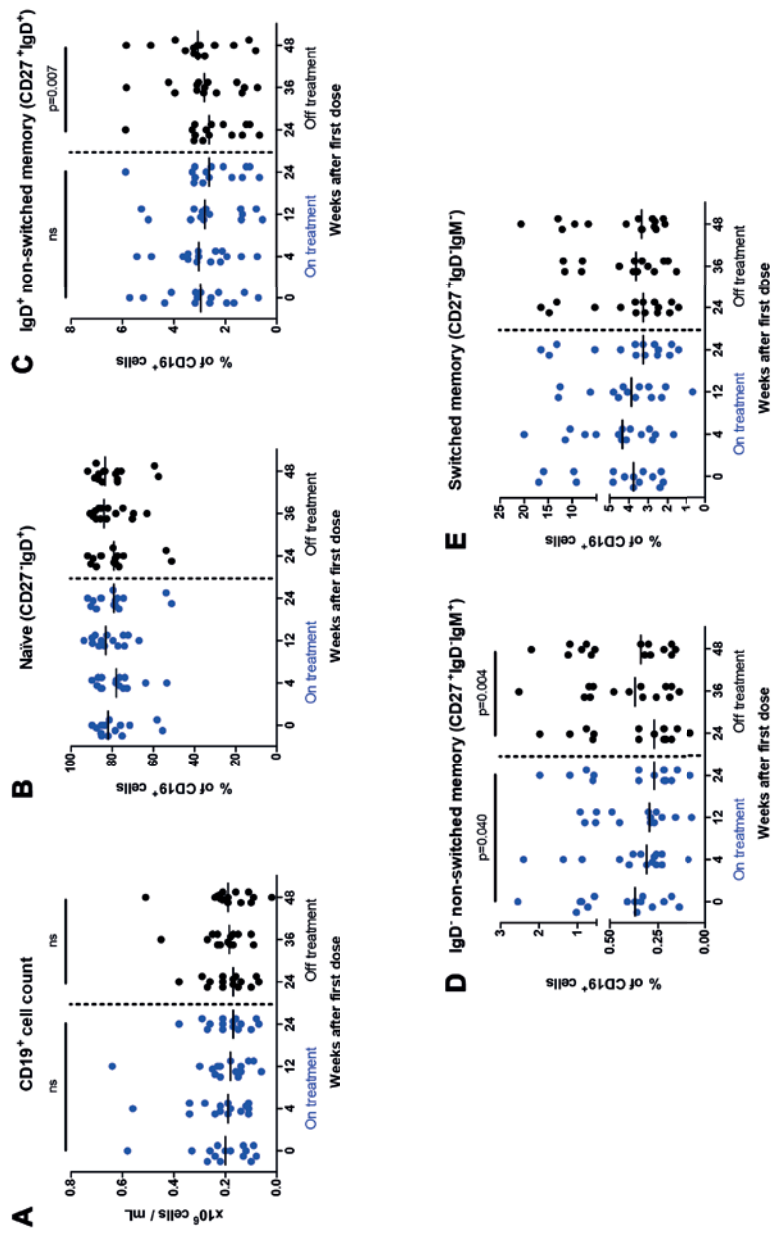 A
CD19⁺ cell count
ns
ns
x10⁶ cells / mL
0.8
0.6
0.4
0.2
0.0
0
4
12
24
24
36
48
On treatment
Off treatment
Weeks after first dose
B
Naïve (CD27⁻IgD⁺)
% of CD19⁺ cells
100
80
60
40
20
0
0
4
12
24
24
36
48
On treatment
Off treatment
Weeks after first dose
C
IgD⁺ non-switched memory (CD27⁺IgD⁺)
ns
p=0.007
% of CD19⁺ cells
8
6
4
2
0
0
4
12
24
24
36
48
On treatment
Off treatment
Weeks after first dose
D
IgD⁻ non-switched memory (CD27⁺IgD⁻IgM⁺)
p=0.040
p=0.004
% of CD19⁺ cells
3
2
1
0.50
0.25
0.00
0
4
12
24
24
36
48
On treatment
Off treatment
Weeks after first dose
E
Switched memory (CD27⁺IgD⁻IgM⁻)
% of CD19⁺ cells
25
20
15
10
5
4
3
2
1
0
0
4
12
24
24
36
48
On treatment
Off treatment
Weeks after first dose